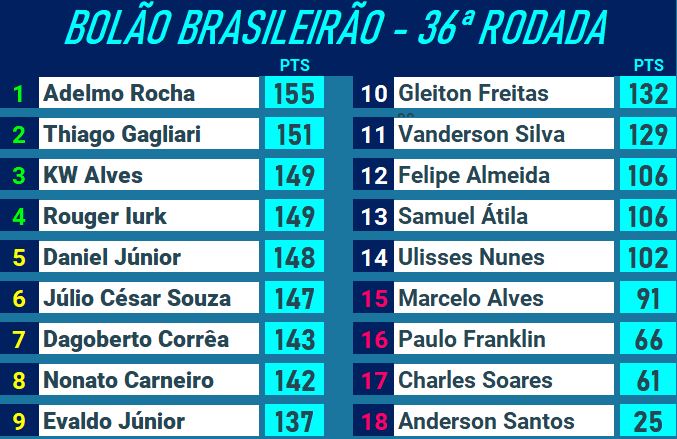 BOLÃO BRASILEIRÃO - 36ª RODADA
PTS
1 Adelmo Rocha 155
2 Thiago Gagliari 151
3 KW Alves 149
4 Rouger Iurk 149
5 Daniel Júnior 148
6 Júlio César Souza 147
7 Dagoberto Corrêa 143
8 Nonato Carneiro 142
9 Evaldo Júnior 137
PTS
10 Gleiton Freitas 132
11 Vanderson Silva 129
12 Felipe Almeida 106
13 Samuel Átila 106
14 Ulisses Nunes 102
15 Marcelo Alves 91
16 Paulo Franklin 66
17 Charles Soares 61
18 Anderson Santos 25